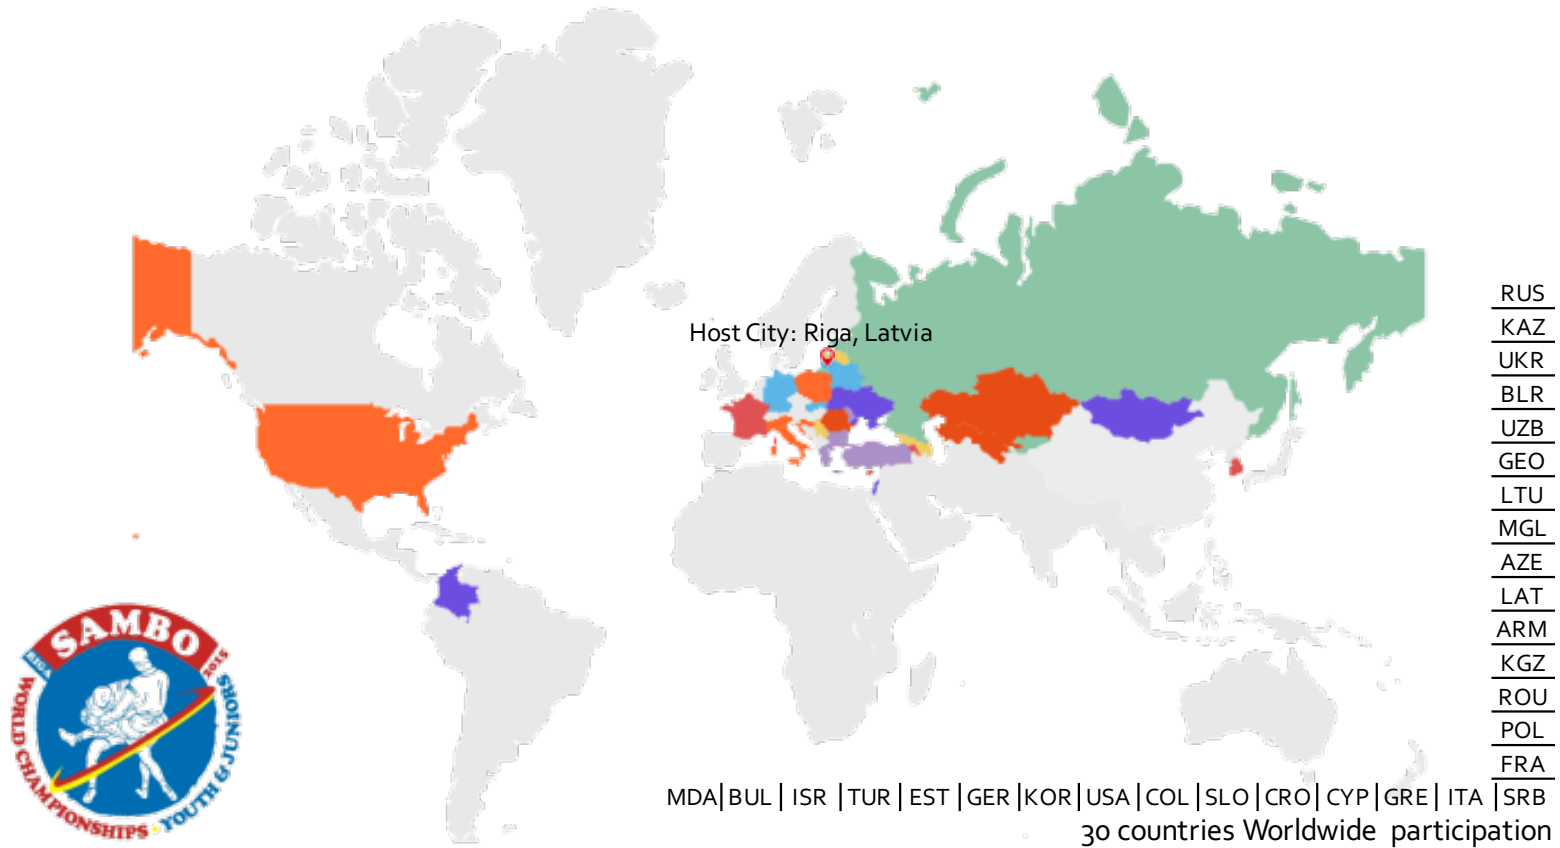 Host City: Riga, Latvia
RUS
KAZ
UKR
BLR
UZB
GEO
LTU
MGL
AZE
LAT
ARM
KGZ
ROU
POL
FRA
MDA BUL ISR TUR EST GER KOR USA COL SLO CRO CYP GRE ITA SRB
30 countries Worldwide participation
SAMBO
RIGA 2015
WORLD CHAMPIONSHIPS • YOUTH & JUNIORS